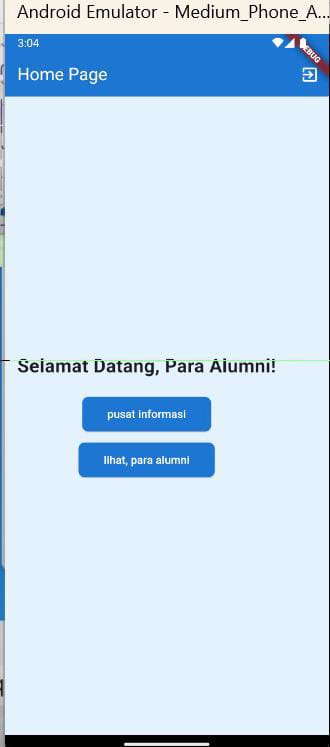 Android Emulator - Medium_Phone_A...
3:04
DEBUG
Home Page
Selamat Datang, Para Alumni!
pusat informasi
lihat, para alumni